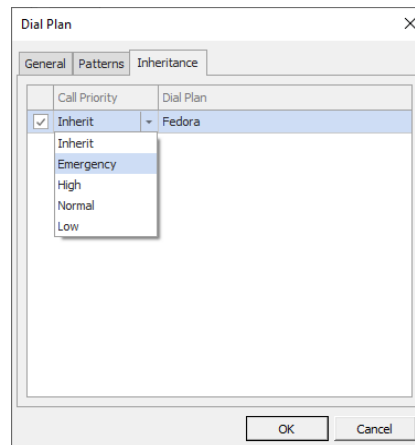 Dial Plan
General Patterns Inheritance
Call Priority Dial Plan
Inherit Fedora
Inherit
Emergency
High
Normal
Low
OK Cancel